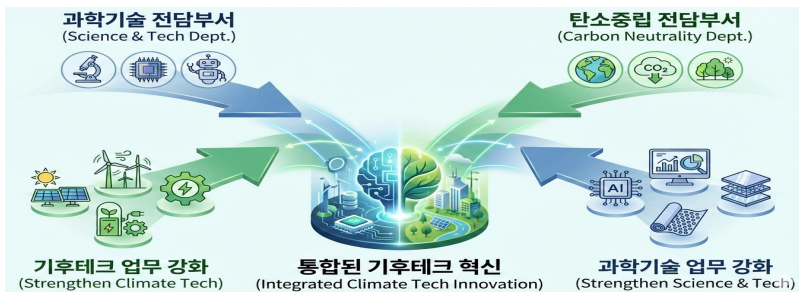 과학기술 전담부서
(Science & Tech Dept.)
탄소중립 전담부서
(Carbon Neutrality Dept.)
CO₂
AI
기후테크 업무 강화
(Strengthen Climate Tech)
통합된 기후테크 혁신
(Integrated Climate Tech Innovation)
과학기술 업무 강화
(Strengthen Science & Tech)